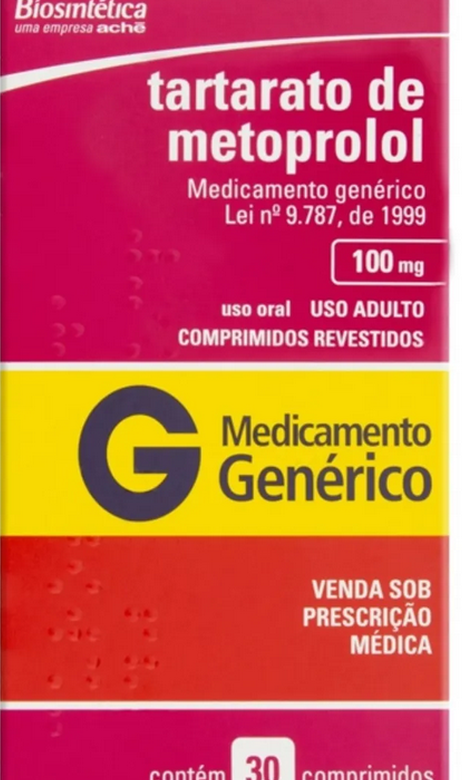 Biosintética
uma empresa achē
tartarato de
metoprolol
Medicamento genérico
Lei nº 9.787, de 1999
100 mg
uso oral USO ADULTO
COMPRIMIDOS REVESTIDOS
G Medicamento
Genérico
VENDA SOB
PRESCRIÇÃO
MÉDICA
contém 30 comprimidos